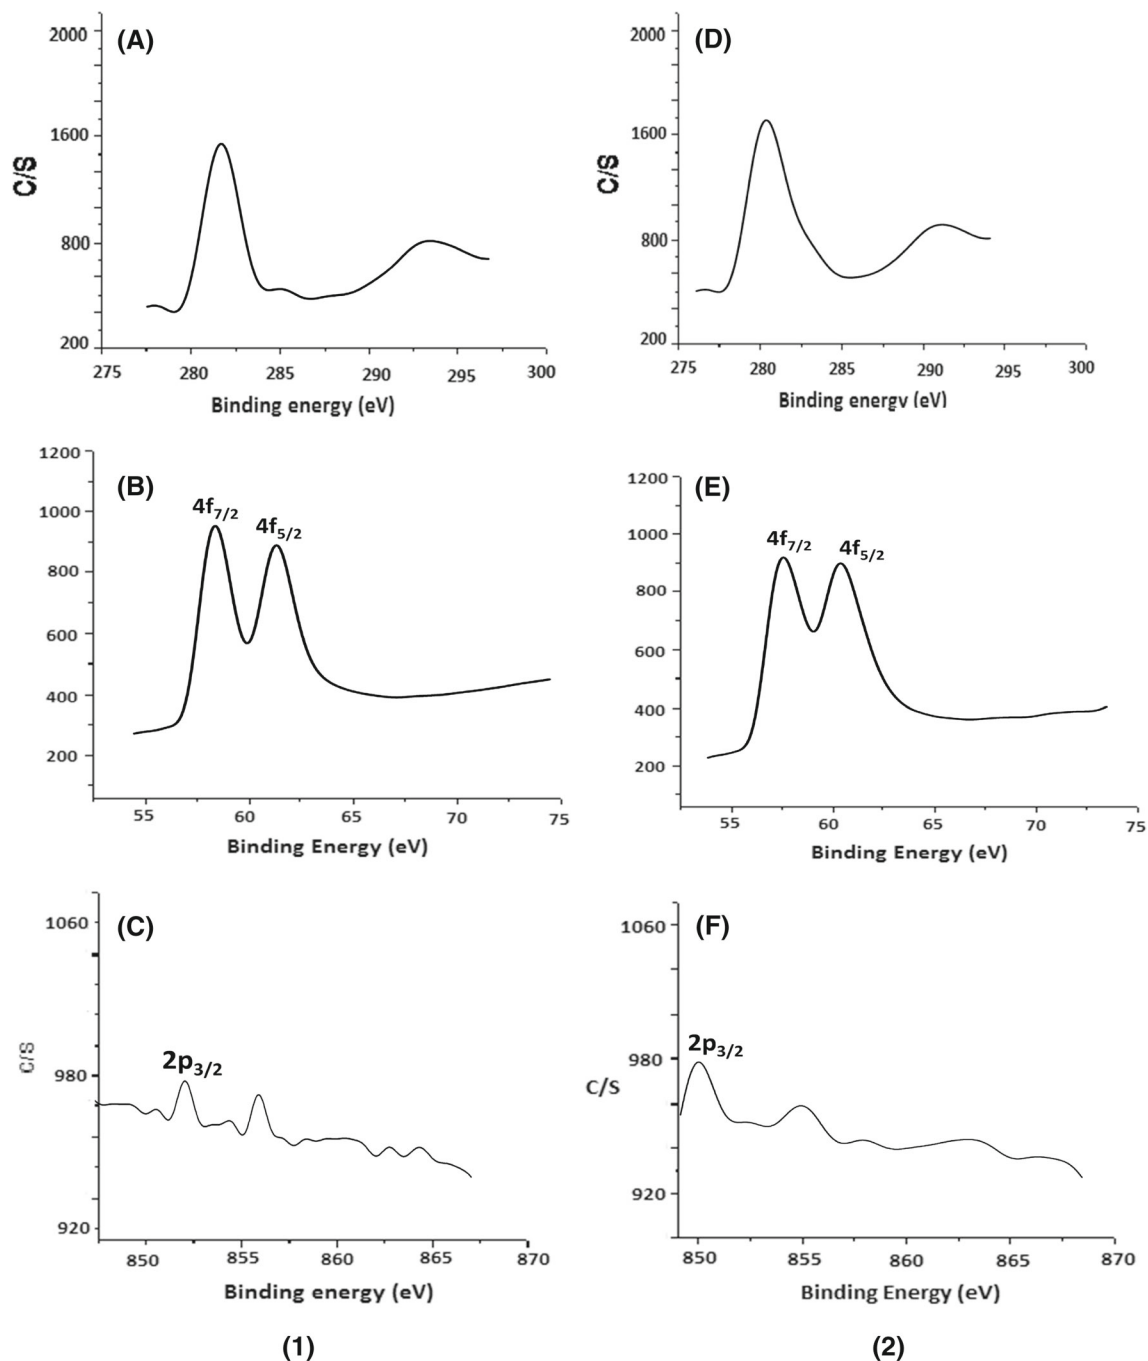 (A)
2000
1600
800
200
C/S
275 280 285 290 295 300
Binding energy (eV)
(D)
2000
1600
800
200
C/S
275 280 285 290 295 300
Binding energy (eV)
(B)
1200
1000
800
600
400
200
4f7/2 4f5/2
55 60 65 70 75
Binding Energy (eV)
(E)
1200
1000
800
600
400
200
4f7/2 4f5/2
55 60 65 70 75
Binding Energy (eV)
(C)
1060
980
920
C/S
2p3/2
850 855 860 865 870
Binding energy (eV)
(1)
(F)
1060
980
920
C/S
2p3/2
850 855 860 865 870
Binding Energy (eV)
(2)